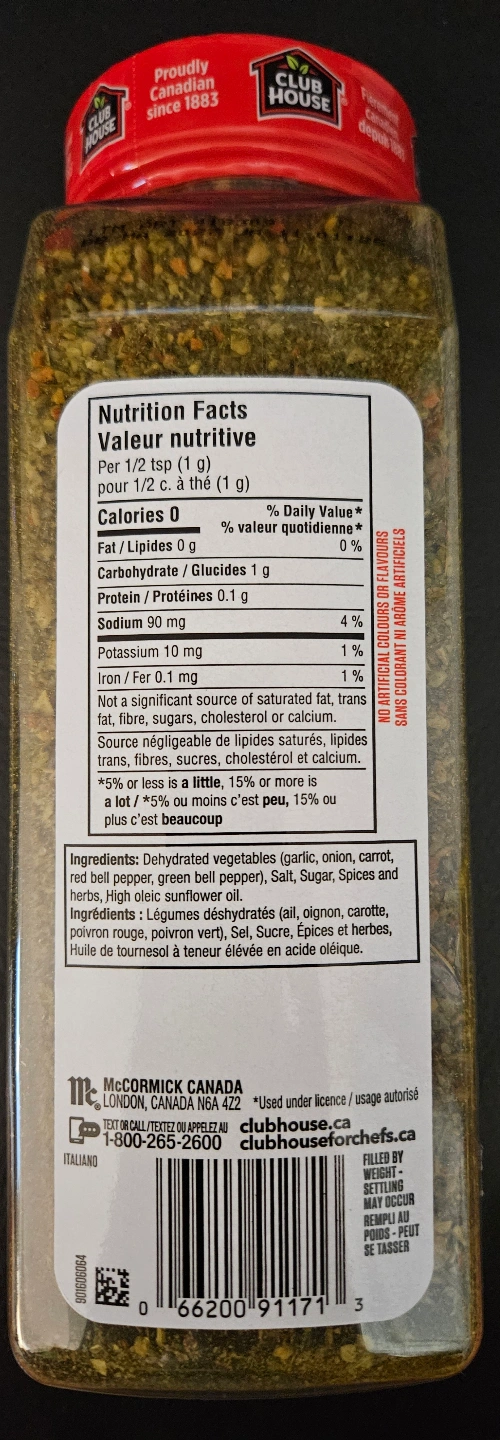 Proudly
Canadian
since 1883
CLUB
HOUSE
CLUB
HOUSE
depuis
Nutrition Facts
Valeur nutritive
Per 1/2 tsp (1 g)
pour 1/2 c. à thé (1 g)
Calories 0
% Daily Value*
% valeur quotidienne*
Fat / Lipides 0 g 0 %
Carbohydrate / Glucides 1 g
Protein / Protéines 0.1 g
Sodium 90 mg 4 %
Potassium 10 mg 1 %
Iron / Fer 0.1 mg 1 %
Not a significant source of saturated fat, trans
fat, fibre, sugars, cholesterol or calcium.
Source négligeable de lipides saturés, lipides
trans, fibres, sucres, cholestérol et calcium.
*5% or less is a little, 15% or more is
a lot / *5% ou moins c'est peu, 15% ou
plus c'est beaucoup
NO ARTIFICIAL COLOURS OR FLAVOURS
SANS COLORANT NI ARÔME ARTIFICIELS
Ingredients: Dehydrated vegetables (garlic, onion, carrot,
red bell pepper, green bell pepper), Salt, Sugar, Spices and
herbs, High oleic sunflower oil.
Ingrédients : Légumes déshydratés (ail, oignon, carotte,
poivron rouge, poivron vert), Sel, Sucre, Épices et herbes,
Huile de tournesol à teneur élévée en acide oléique.
McCORMICK CANADA
LONDON, CANADA N6A 4Z2 *Used under licence / usage autorisé
TEXT OR CALL/TEXTEZ OU APPELEZ AU
1-800-265-2600
clubhouse.ca
clubhouseforchefs.ca
ITALIANO
FILLED BY
WEIGHT -
SETTLING
MAY OCCUR
REMPLI AU
POIDS - PEUT
SE TASSER
901606064
0 66200 91171 3